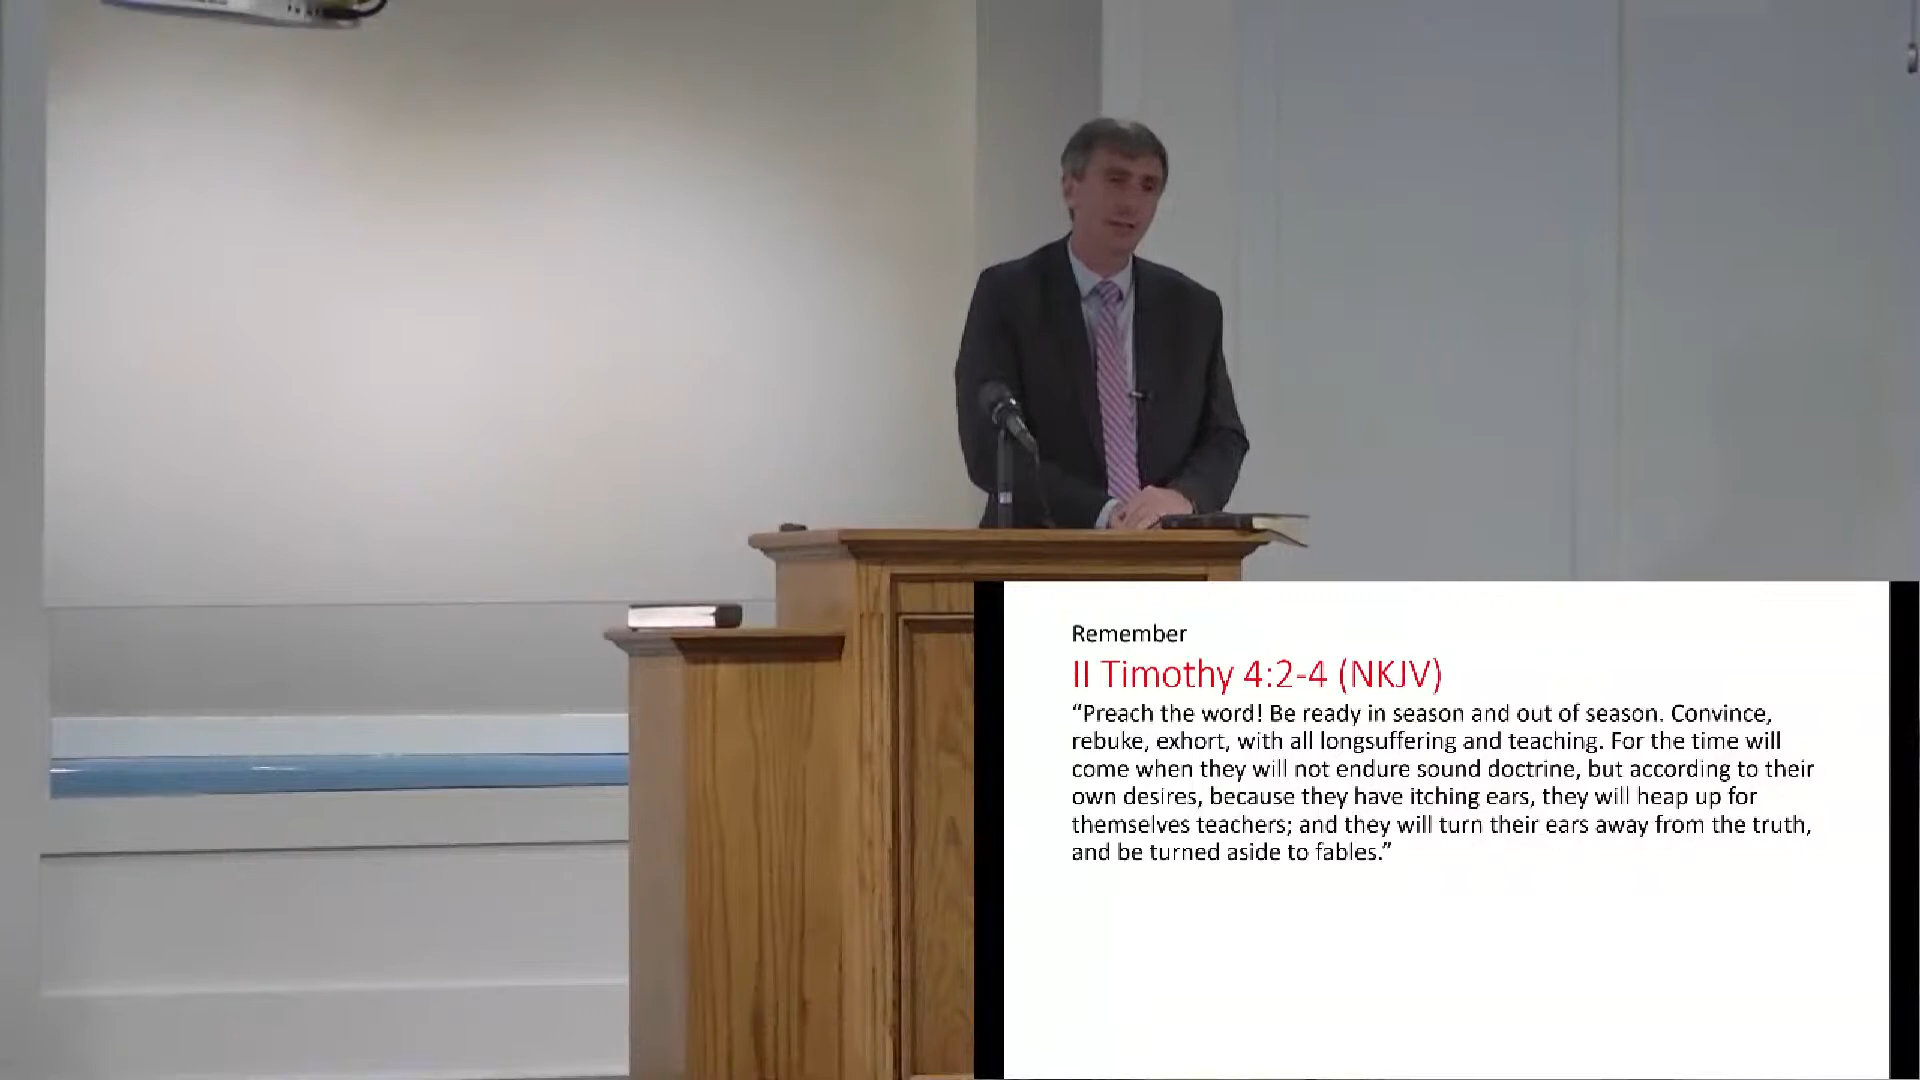 Remember
II Timothy 4:2-4 (NKJV)
“Preach the word! Be ready in season and out of season. Convince,
rebuke, exhort, with all longsuffering and teaching. For the time will
come when they will not endure sound doctrine, but according to their
own desires, because they have itching ears, they will heap up for
themselves teachers; and they will turn their ears away from the truth,
and be turned aside to fables.”